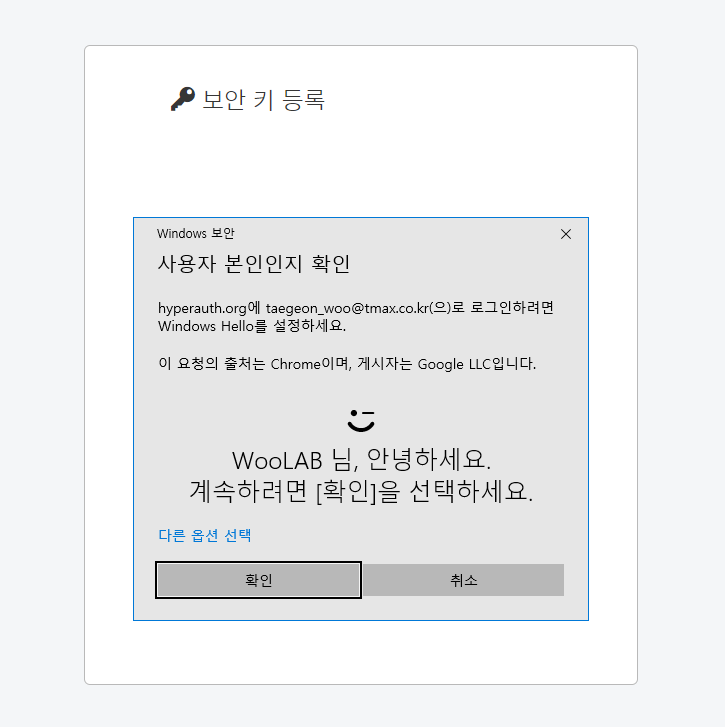 보안 키 등록
Windows 보안
사용자 본인인지 확인
hyperauth.org에 taegeon_woo@tmax.co.kr(으)로 로그인하려면
Windows Hello를 설정하세요.
이 요청의 출처는 Chrome이며, 게시자는 Google LLC입니다.
WooLAB 님, 안녕하세요.
계속하려면 [확인]을 선택하세요.
다른 옵션 선택
확인
취소